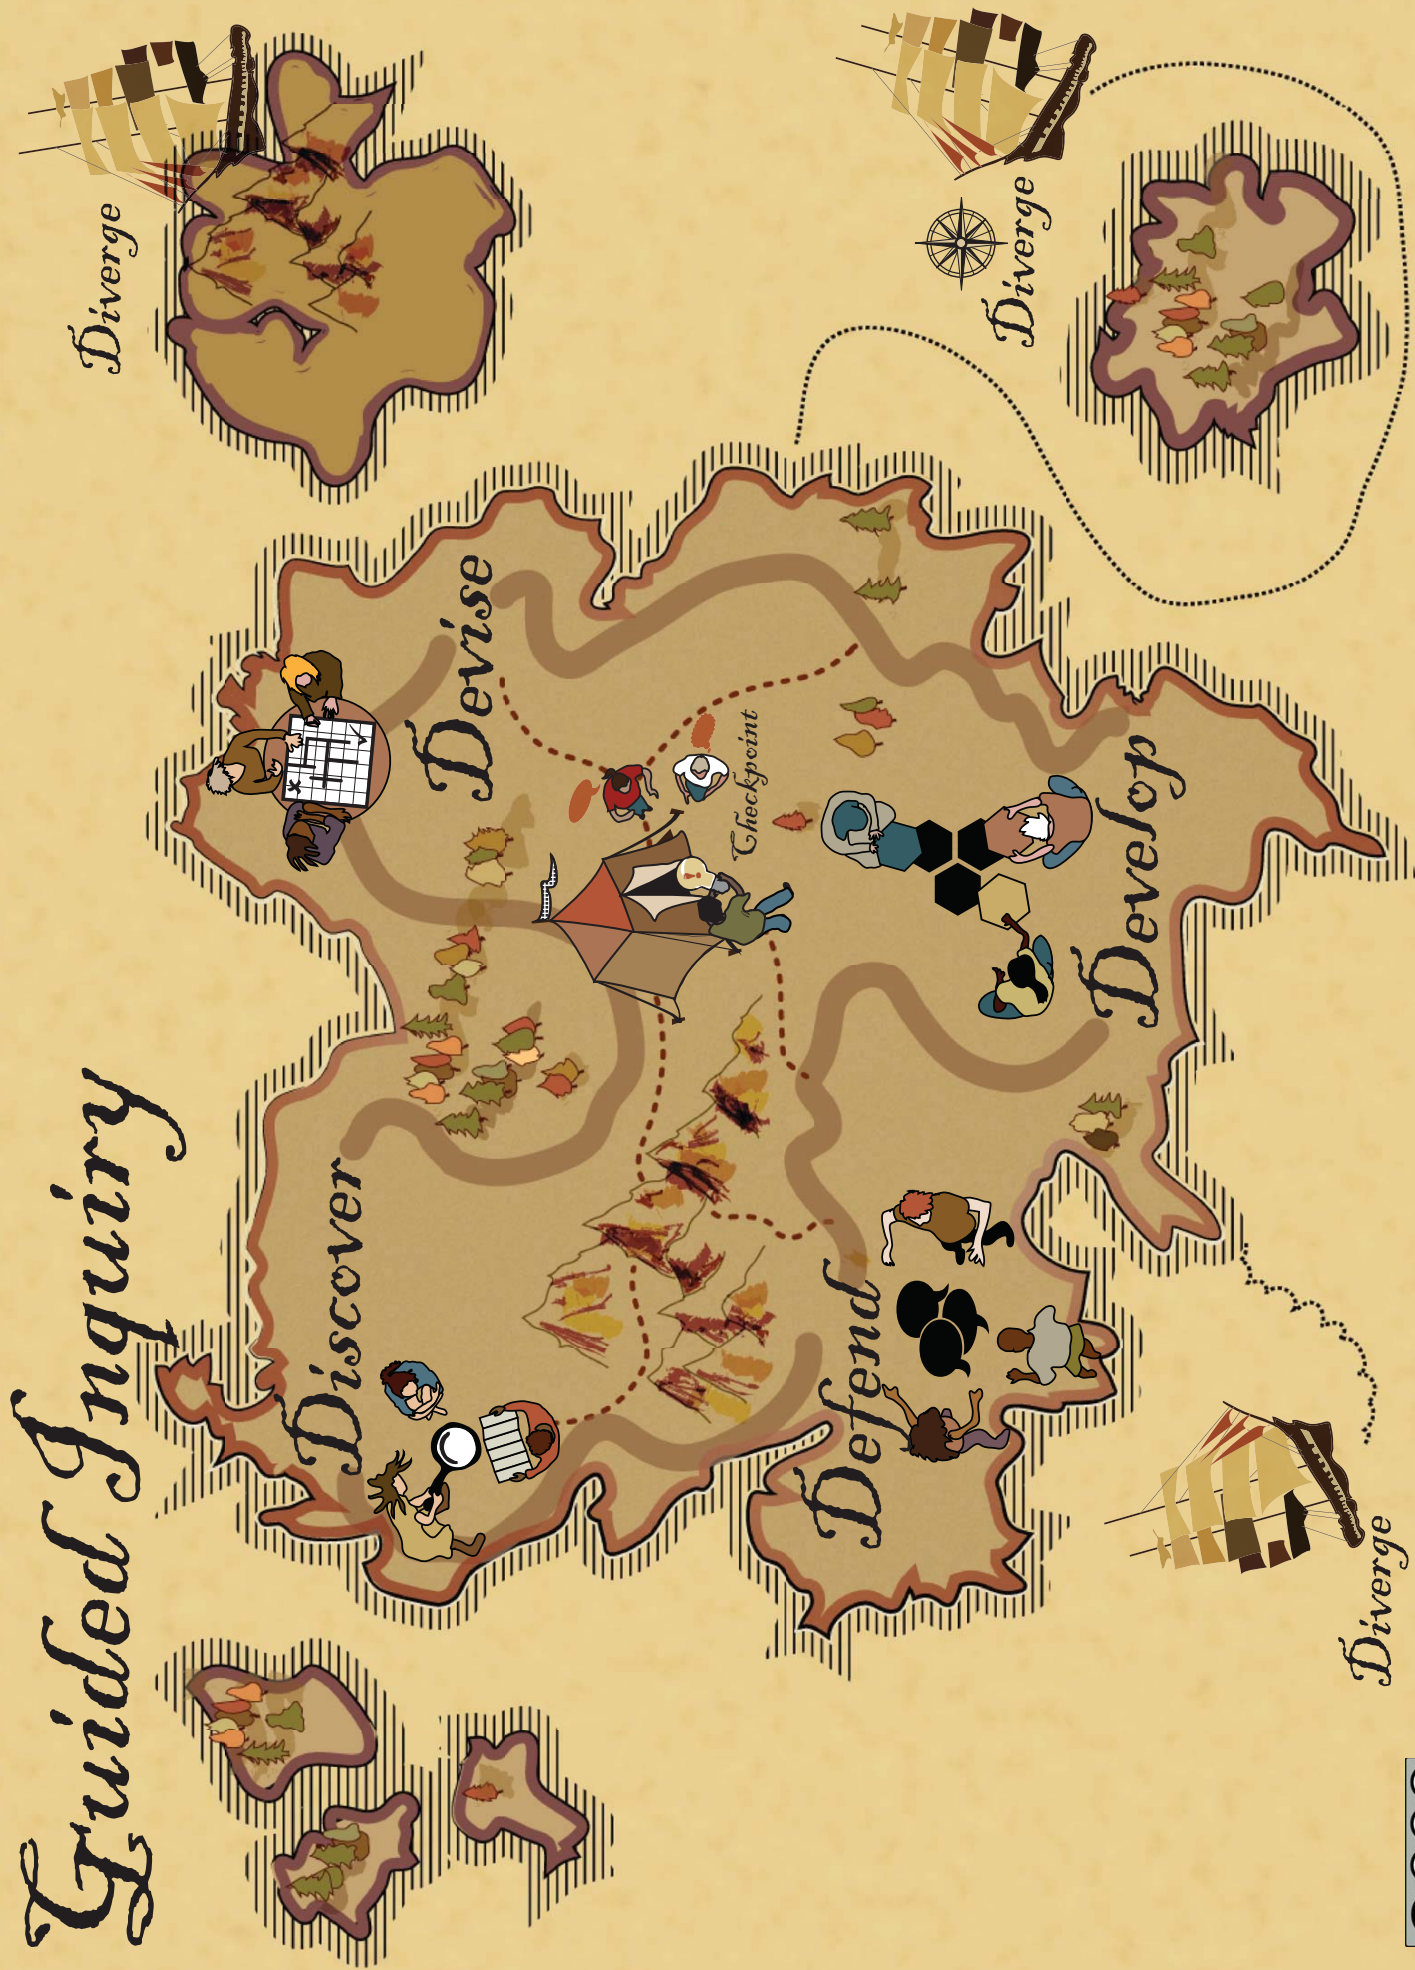 Guided Inquiry
Discover
Devise
Diverge
Checkpoint
Defend
Develop
Diverge
Diverge